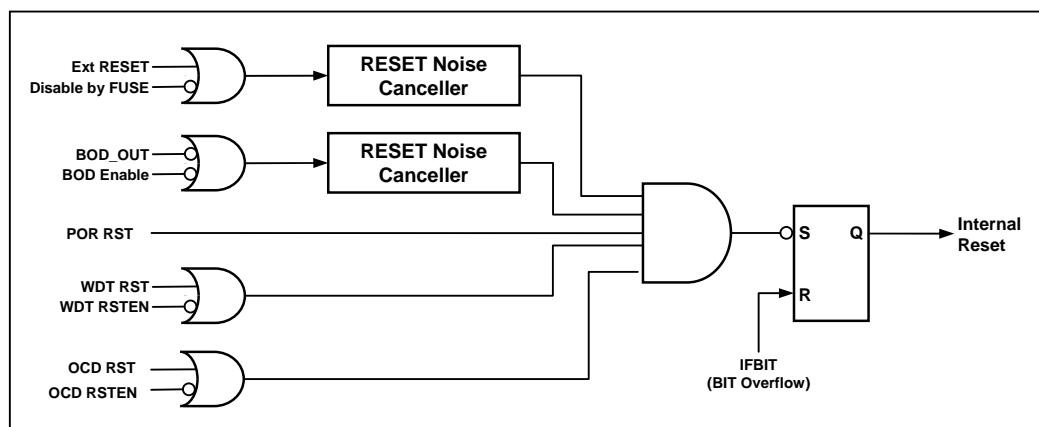 Ext RESET
Disable by FUSE
RESET Noise
Canceller
BOD_OUT
BOD Enable
RESET Noise
Canceller
POR RST
WDT RST
WDT RSTEN
OCD RST
OCD RSTEN
S Q
R
Internal
Reset
IFBIT
(BIT Overflow)